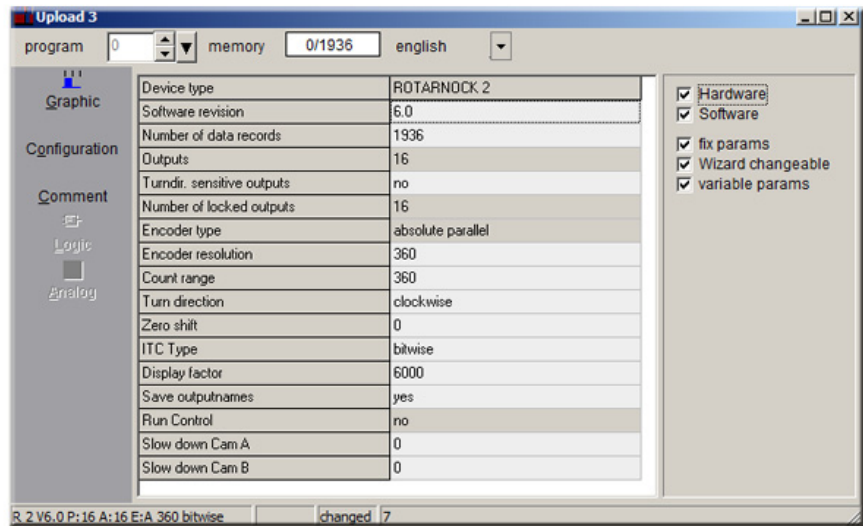 Upload 3
program 0 memory 0/1936 english
Graphic
Configuration
Comment
Logic
Analog
Device type ROTARNOCK 2
Software revision 6.0
Number of data records 1936
Outputs 16
Turndir. sensitive outputs no
Number of locked outputs 16
Encoder type absolute parallel
Encoder resolution 360
Count range 360
Turn direction clockwise
Zero shift 0
ITC Type bitwise
Display factor 6000
Save outputnames yes
Run Control no
Slow down Cam A 0
Slow down Cam B 0
Hardware
Software
fix params
Wizard changeable
variable params
R 2 V6.0 P:16 A:16 E:A 360 bitwise changed 7